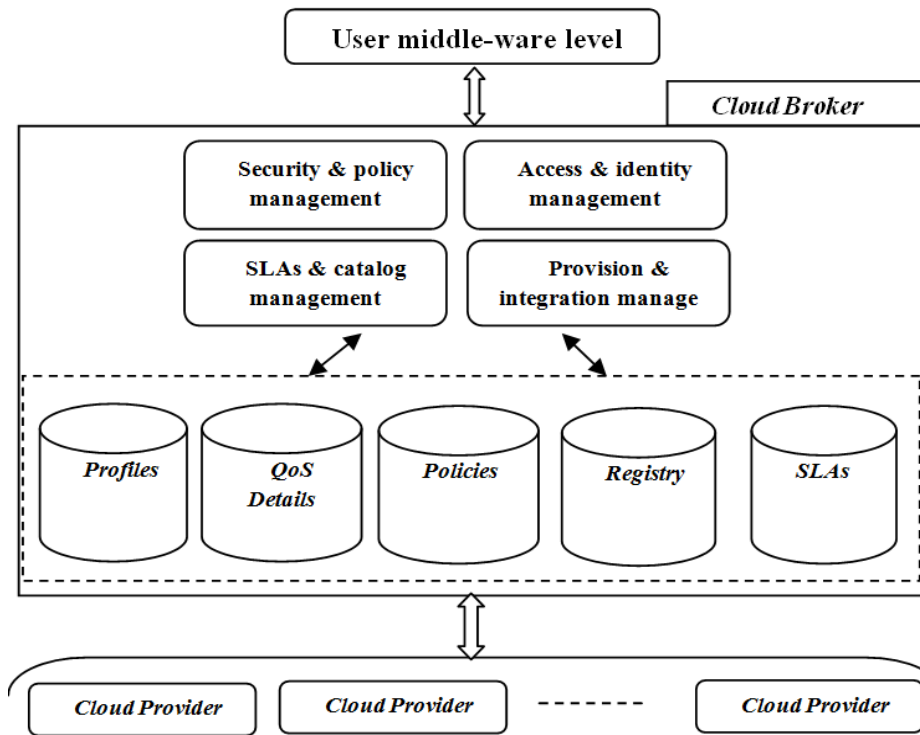 User middle-ware level
Cloud Broker
Security & policy
management
Access & identity
management
SLAs & catalog
management
Provision &
integration manage
Profiles
QoS
Details
Policies
Registry
SLAs
Cloud Provider
Cloud Provider
Cloud Provider